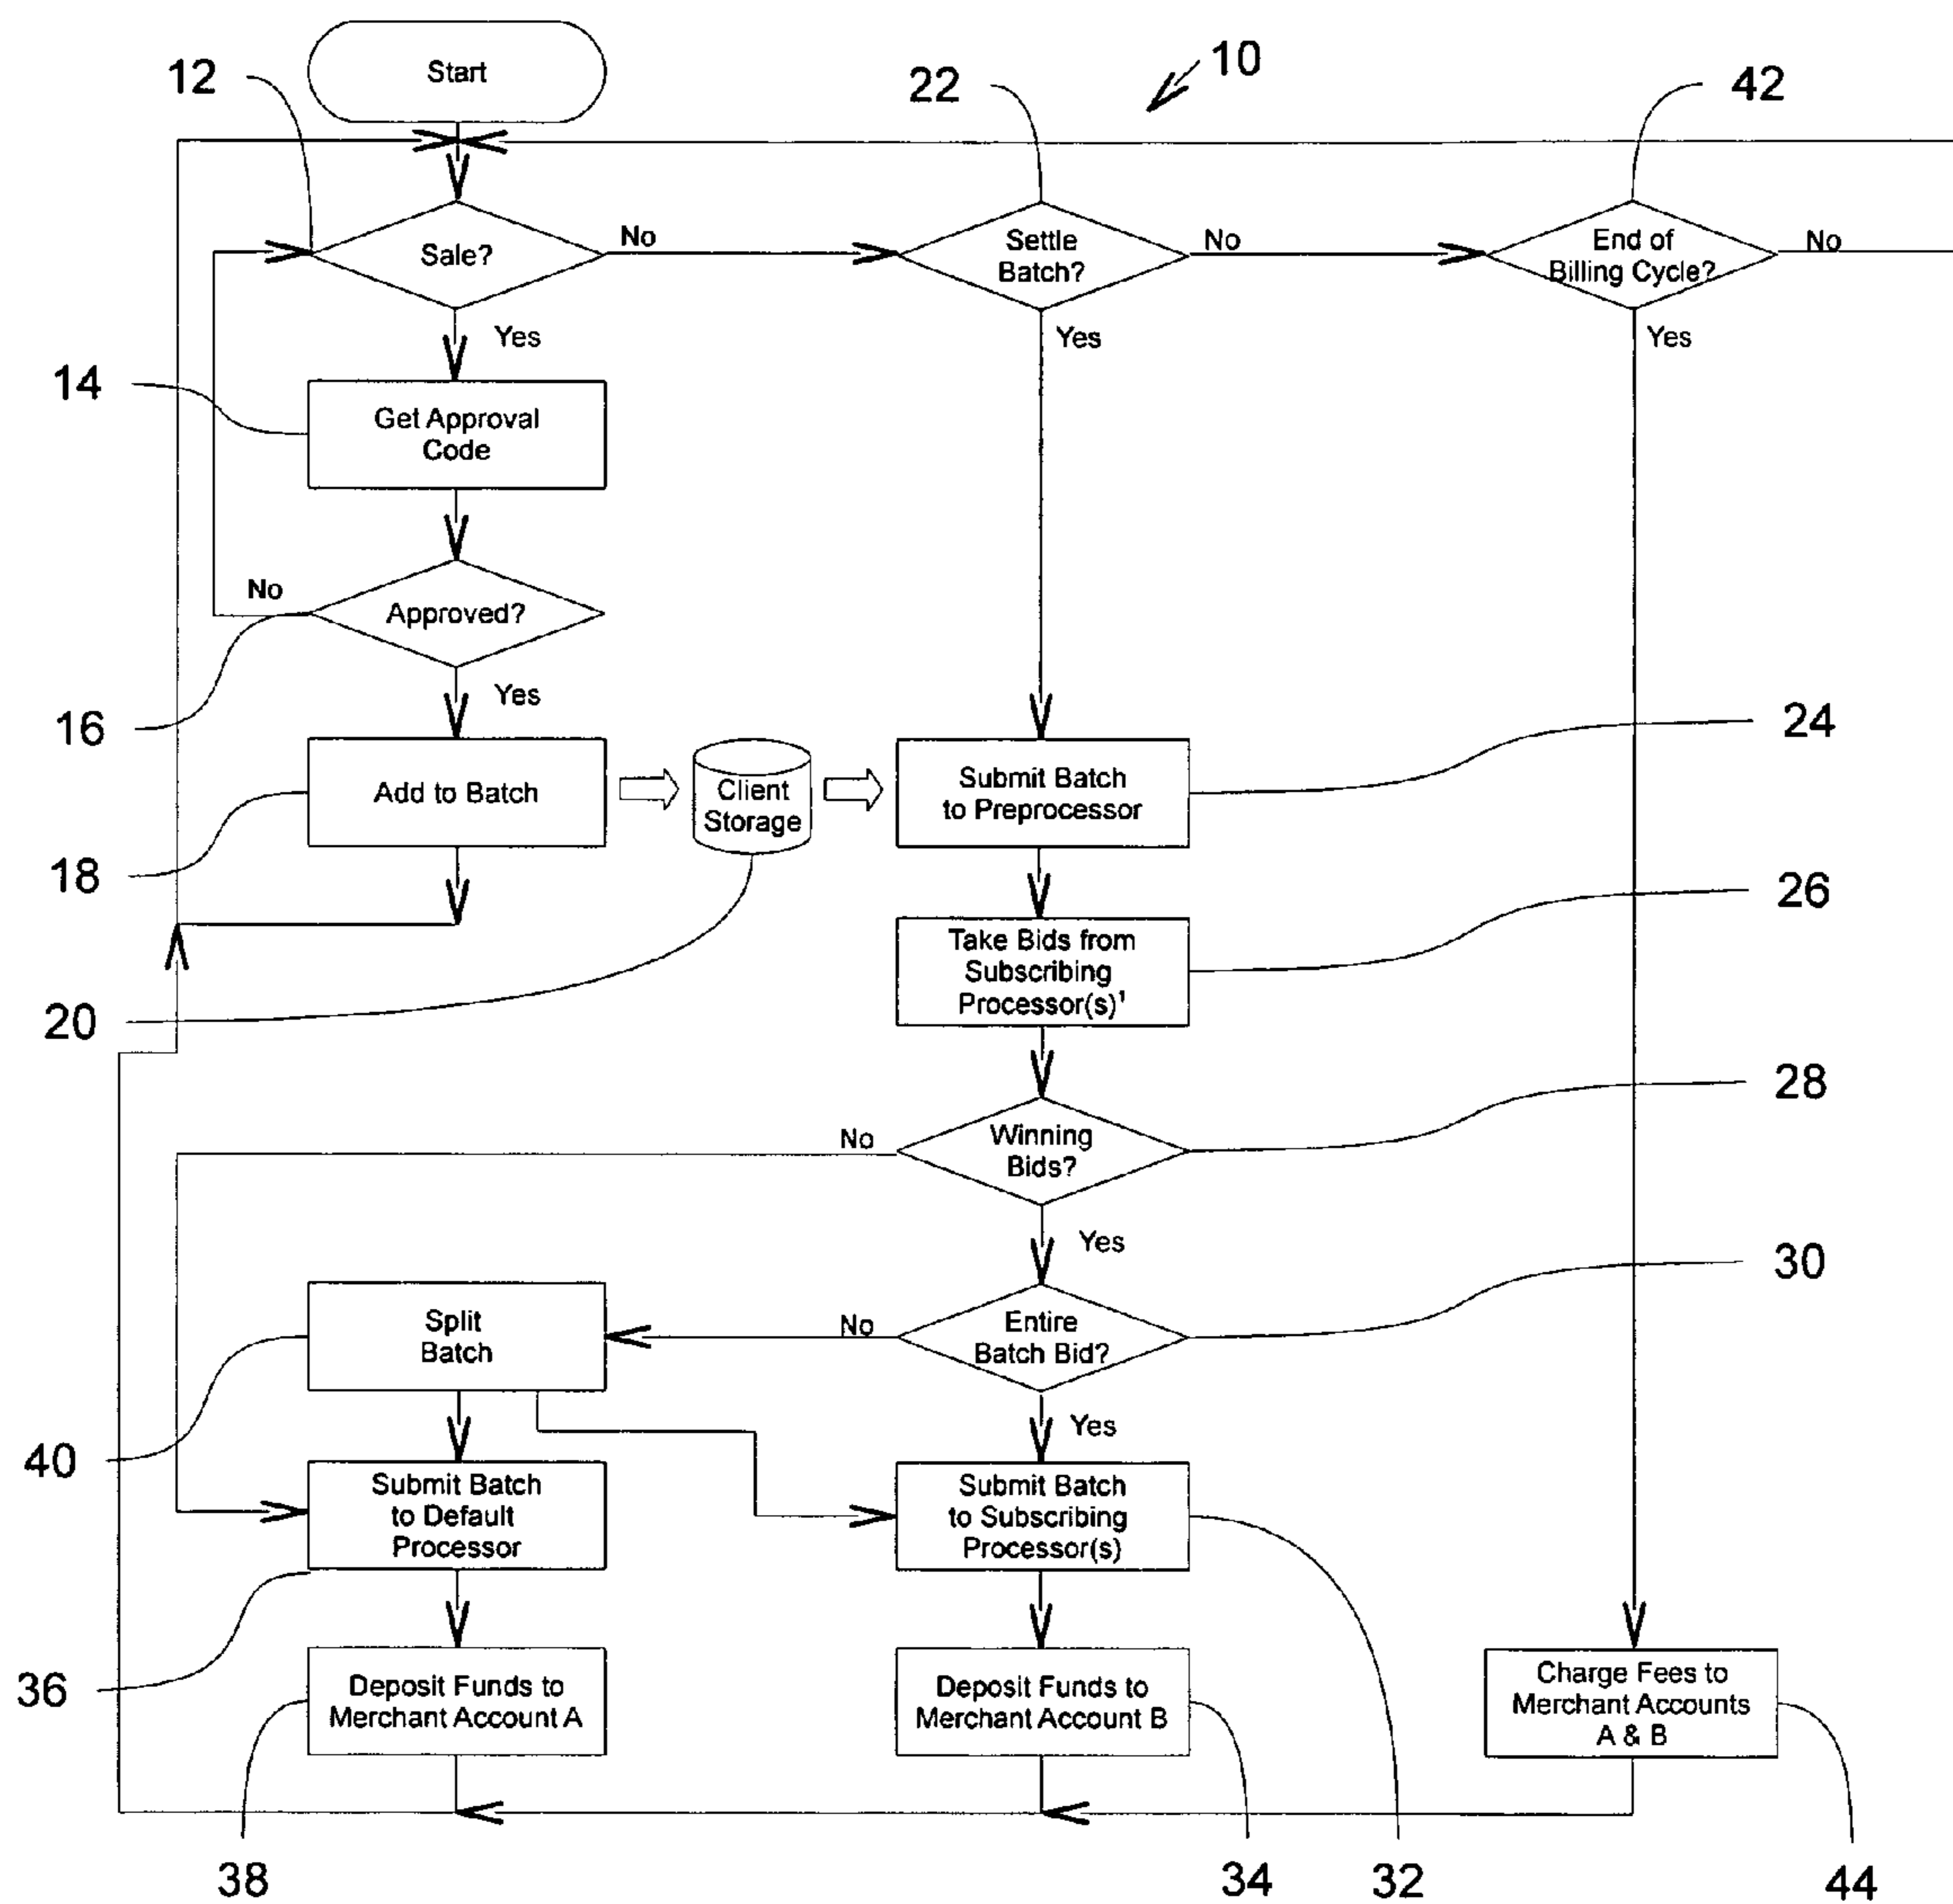 Start
10
12
22
42
Sale?
No
Settle
Batch?
No
End of
Billing Cycle?
No
Yes
Yes
Yes
14
Get Approval
Code
No
Approved?
Yes
16
24
Add to Batch
Client
Storage
Submit Batch
to Preprocessor
18
26
Take Bids from
Subscribing
Processor(s)¹
20
28
No
Winning
Bids?
Yes
30
Split
Batch
No
Entire
Batch Bid?
Yes
40
Submit Batch
to Default
Processor
Submit Batch
to Subscribing
Processor(s)
36
Deposit Funds to
Merchant Account A
Deposit Funds to
Merchant Account B
Charge Fees to
Merchant Accounts
A & B
38
34
32
44